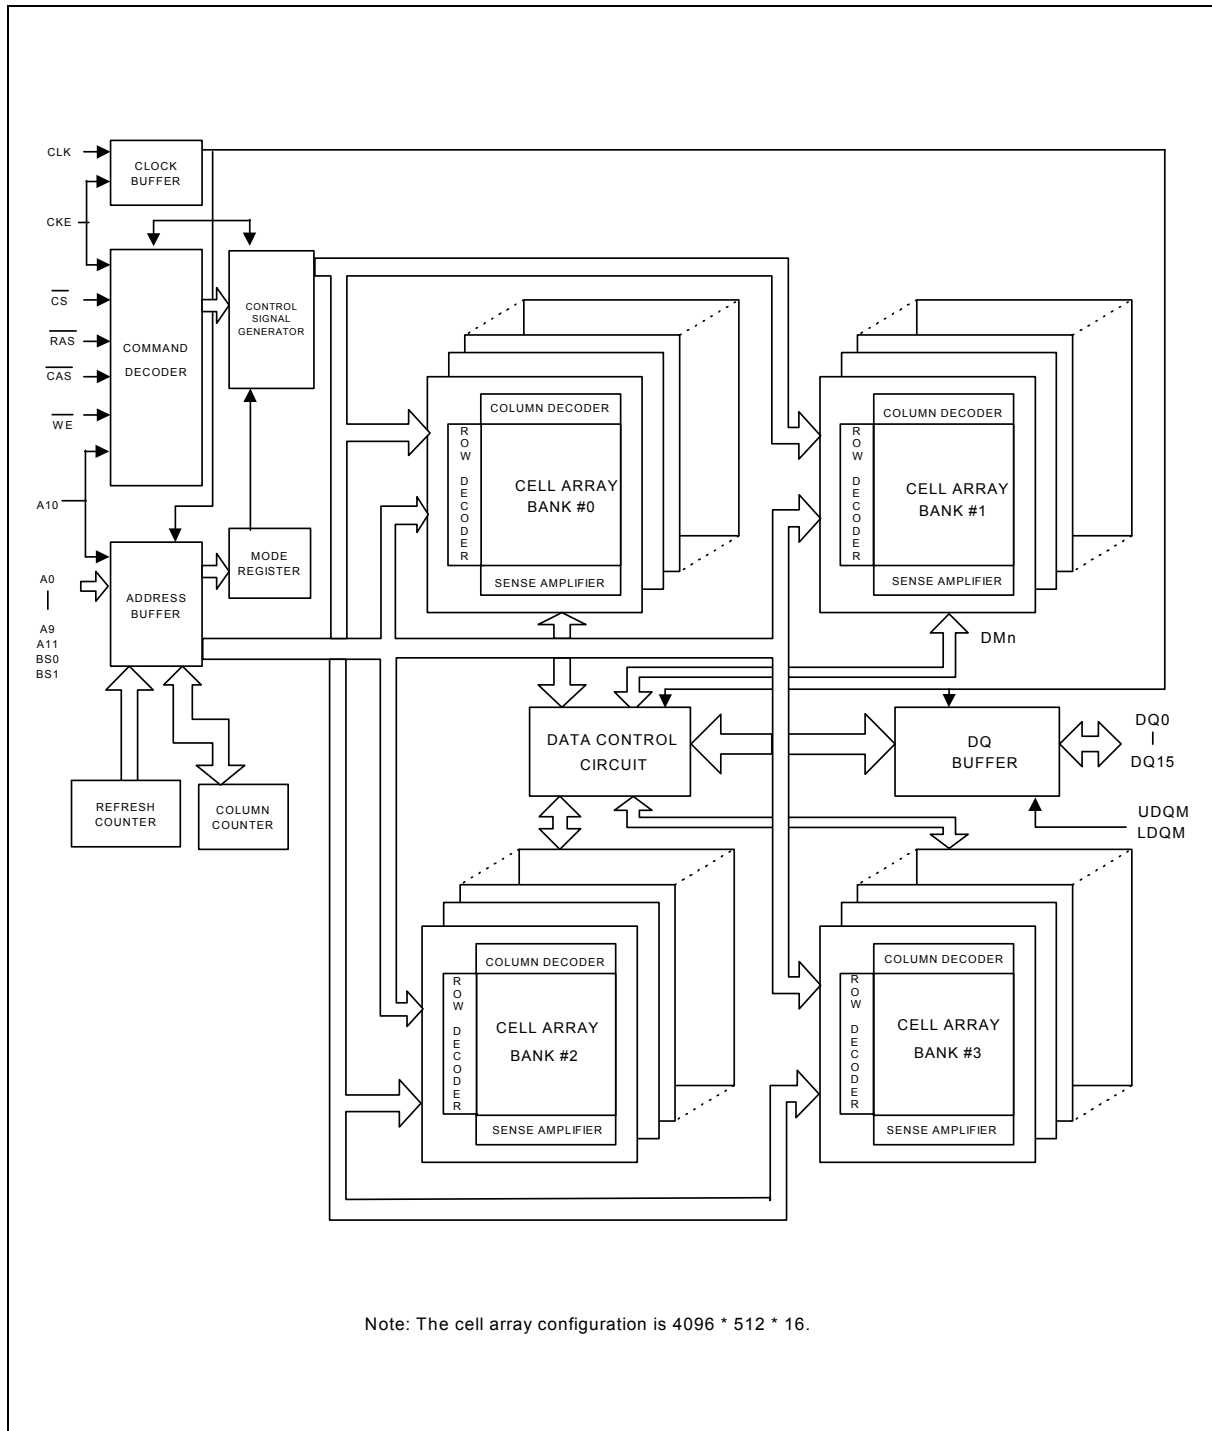 CLK
CLOCK
BUFFER
CKE
CS
RAS
CAS
WE
COMMAND
DECODER
CONTROL
SIGNAL
GENERATOR
A10
A0
A9
A11
BS0
BS1
ADDRESS
BUFFER
MODE
REGISTER
REFRESH
COUNTER
COLUMN
COUNTER
COLUMN DECODER
ROW DECODER
CELL ARRAY
BANK #0
SENSE AMPLIFIER
COLUMN DECODER
ROW DECODER
CELL ARRAY
BANK #1
SENSE AMPLIFIER
DMn
DATA CONTROL
CIRCUIT
DQ
BUFFER
DQ0
DQ15
UDQM
LDQM
COLUMN DECODER
ROW DECODER
CELL ARRAY
BANK #2
SENSE AMPLIFIER
COLUMN DECODER
ROW DECODER
CELL ARRAY
BANK #3
SENSE AMPLIFIER
Note: The cell array configuration is 4096 * 512 * 16.